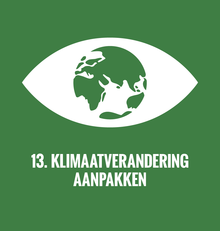 13. KLIMAATVERANDERING
AANPAKKEN